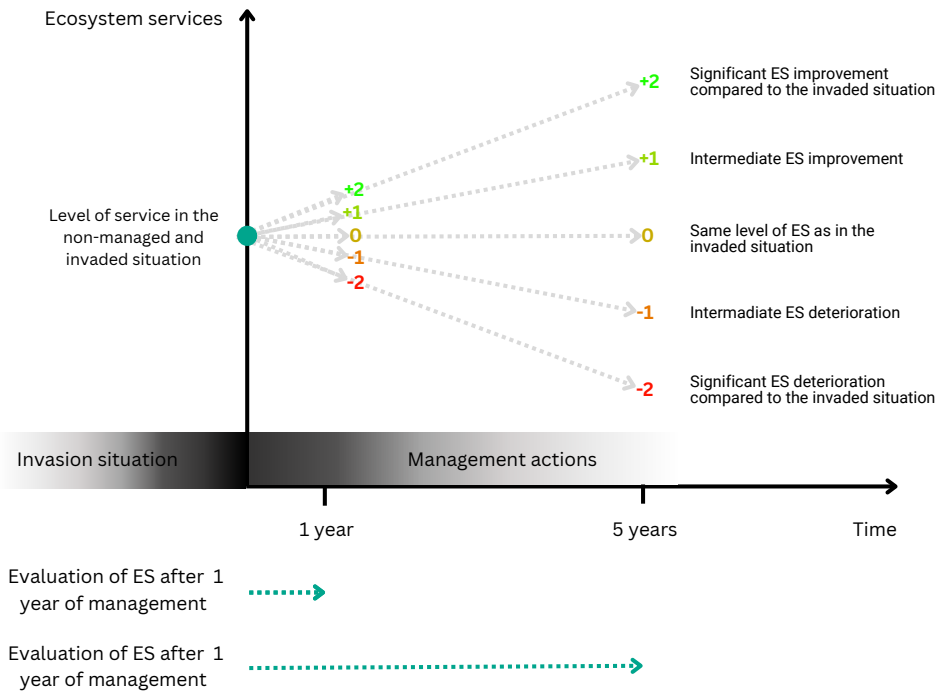 Ecosystem services
+2
Significant ES improvement
compared to the invaded situation
+1
Intermediate ES improvement
+2
+1
Level of service in the
non-managed and
invaded situation
0
0
Same level of ES as in the
invaded situation
-1
-2
-1
Intermadiate ES deterioration
-2
Significant ES deterioration
compared to the invaded situation
Invasion situation
Management actions
1 year
5 years
Time
Evaluation of ES after 1
year of management
Evaluation of ES after 1
year of management